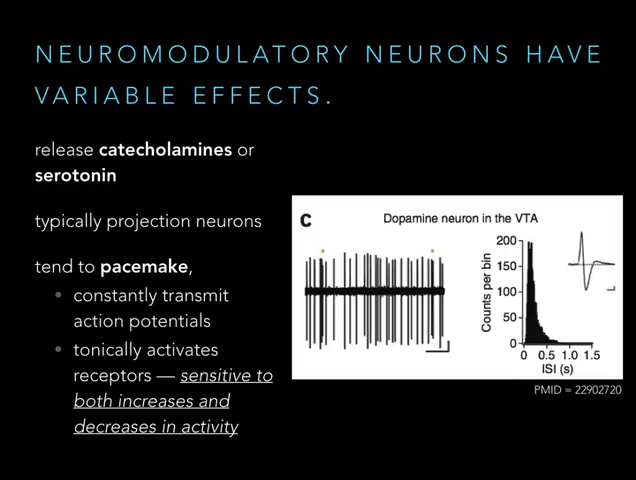 NEUROMODULATORY NEURONS HAVE
VARIABLE EFFECTS.
release catecholamines or
serotonin
typically projection neurons
tend to pacemake,
• constantly transmit
action potentials
• tonically activates
receptors — sensitive to
both increases and
decreases in activity
C
Dopamine neuron in the VTA
Counts per bin
200
150
100
50
0
0 0.5 1.0 1.5
ISI (s)
PMID = 22902720